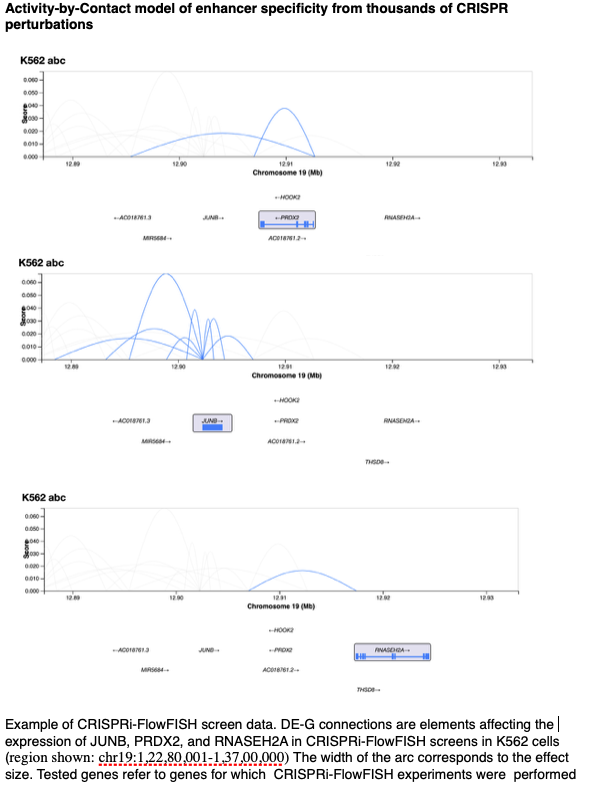 Activity-by-Contact model of enhancer specificity from thousands of CRISPR
perturbations
K562 abc
0.060
0.050
0.040
0.030
0.020
0.010
0.000
Score
12.89 12.90 12.91 12.92 12.93
Chromosome 19 (Mb)
←HOOK2
←AC018761.3 JUNB→ ←PRDX2 RNASEH2A→
MIR5684→ AC018761.2→
K562 abc
0.060
0.050
0.040
0.030
0.020
0.010
0.000
Score
12.89 12.90 12.91 12.92 12.93
Chromosome 19 (Mb)
←HOOK2
←AC018761.3 JUNB→ ←PRDX2 RNASEH2A→
MIR5684→ AC018761.2→
THSD8→
K562 abc
0.060
0.050
0.040
0.030
0.020
0.010
0.000
Score
12.89 12.90 12.91 12.92 12.93
Chromosome 19 (Mb)
←HOOK2
←AC018761.3 JUNB→ ←PRDX2 RNASEH2A→
MIR5684→ AC018761.2→
THSD8→
Example of CRISPRi-FlowFISH screen data. DE-G connections are elements affecting the
expression of JUNB, PRDX2, and RNASEH2A in CRISPRi-FlowFISH screens in K562 cells
(region shown: chr19:1,22,80,001-1,37,00,000) The width of the arc corresponds to the effect
size. Tested genes refer to genes for which CRISPRi-FlowFISH experiments were performed